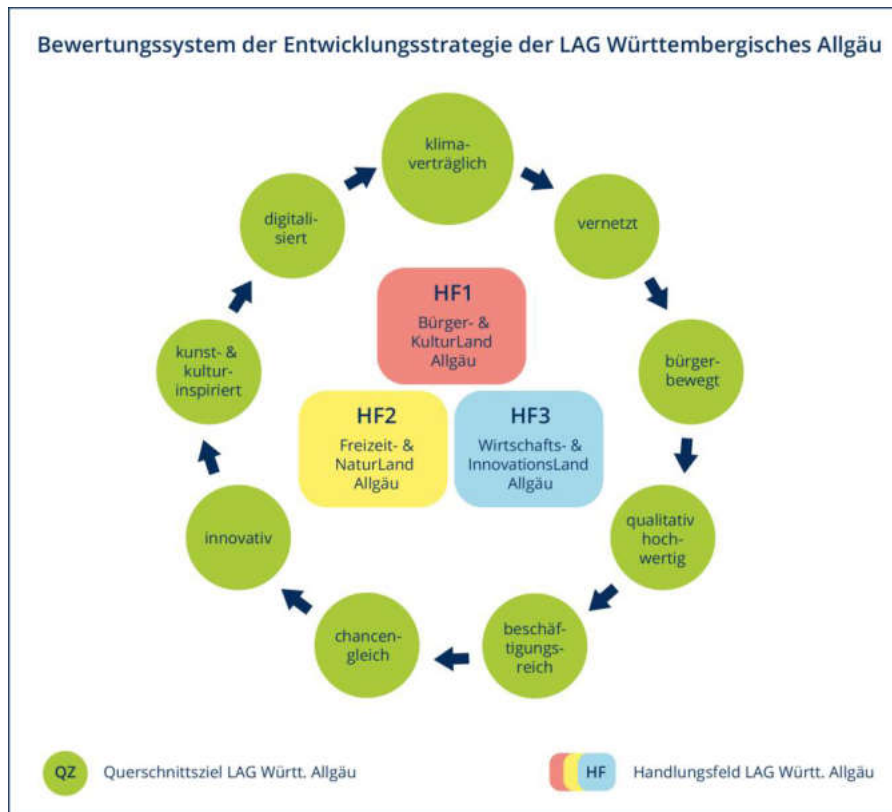 Bewertungssystem der Entwicklungsstrategie der LAG Württembergisches Allgäu
klima-
verträglich
vernetzt
bürger-
bewegt
qualitativ
hoch-
wertig
beschäf-
tigungs-
reich
chancen-
gleich
innovativ
kunst- &
kultur-
inspiriert
digitali-
siert
HF1
Bürger- &
KulturLand
Allgäu
HF2
Freizeit- &
NaturLand
Allgäu
HF3
Wirtschafts- &
InnovationsLand
Allgäu
QZ Querschnittsziel LAG Württ. Allgäu
HF Handlungsfeld LAG Württ. Allgäu